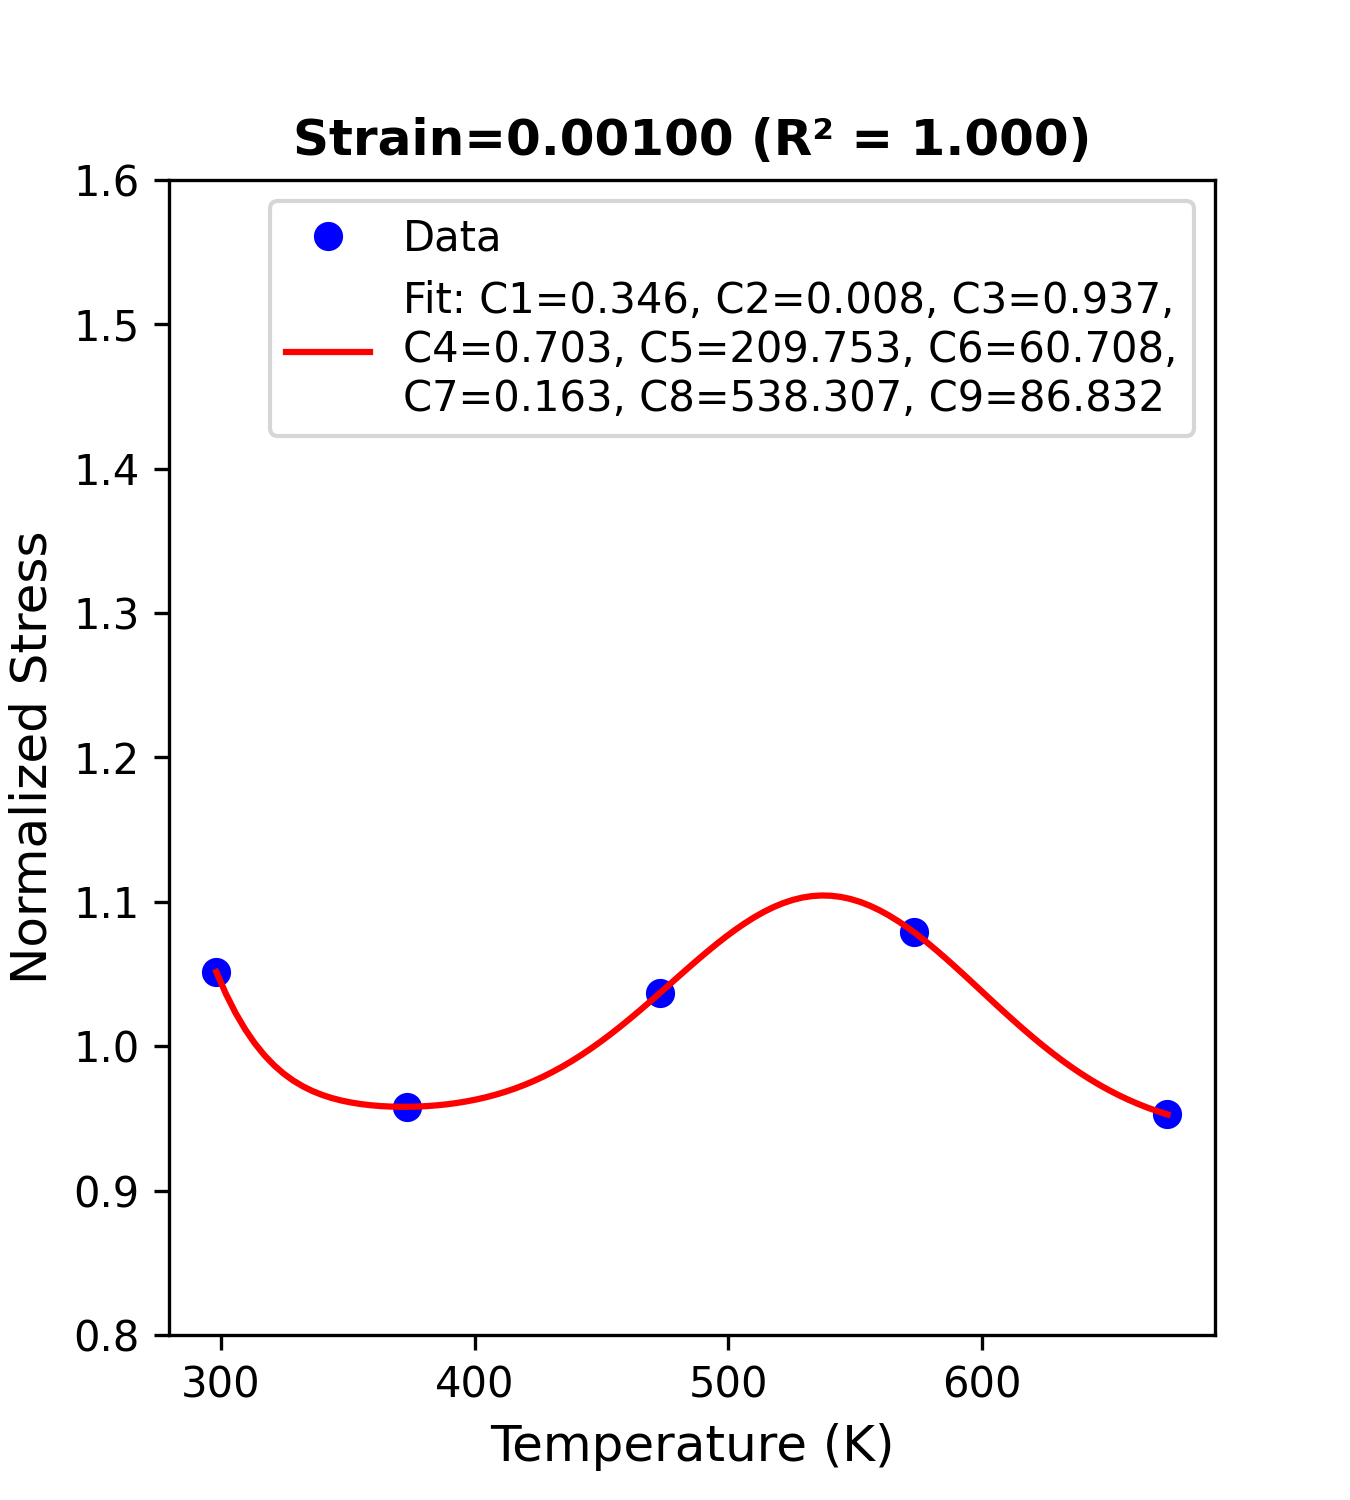 Strain=0.00100 (R² = 1.000)
1.6
1.5
1.4
1.3
1.2
1.1
1.0
0.9
0.8
Normalized Stress
Data
Fit: C1=0.346, C2=0.008, C3=0.937,
C4=0.703, C5=209.753, C6=60.708,
C7=0.163, C8=538.307, C9=86.832
300 400 500 600
Temperature (K)